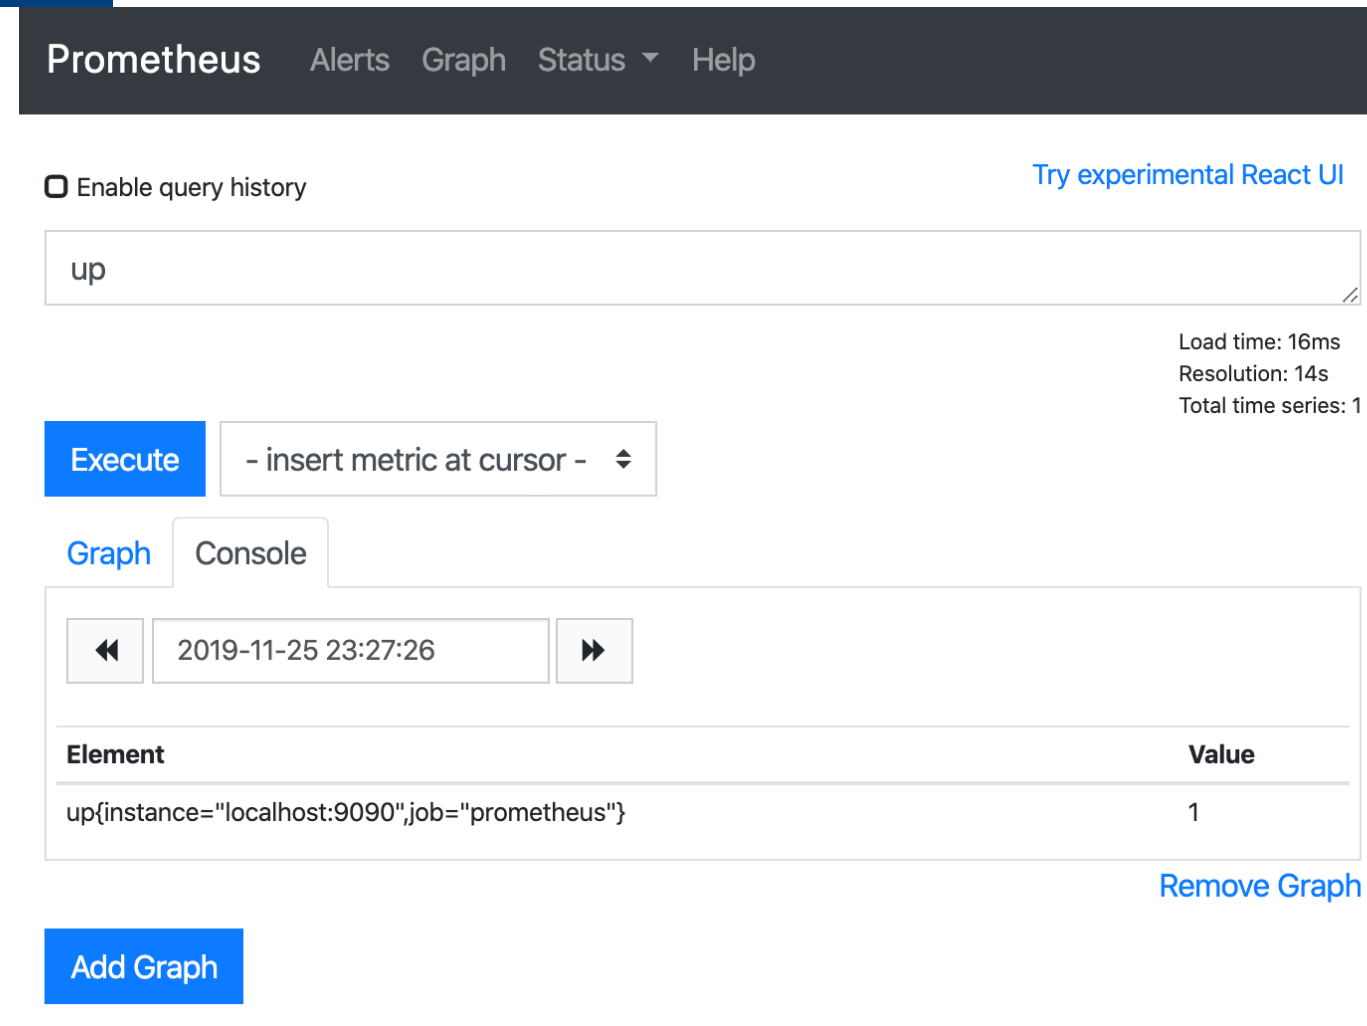 Prometheus Alerts Graph Status Help
Enable query history
Try experimental React UI
up
Load time: 16ms
Resolution: 14s
Total time series: 1
Execute
- insert metric at cursor -
Graph Console
2019-11-25 23:27:26
Element Value
up{instance="localhost:9090",job="prometheus"} 1
Remove Graph
Add Graph